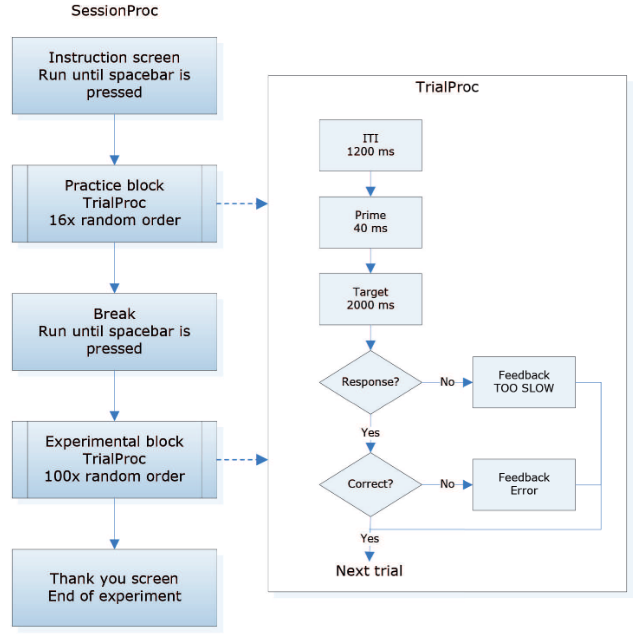 SessionProc
Instruction screen
Run until spacebar is
pressed
Practice block
TrialProc
16x random order
Break
Run until spacebar is
pressed
Experimental block
TrialProc
100x random order
Thank you screen
End of experiment
TrialProc
ITI
1200 ms
Prime
40 ms
Target
2000 ms
Response?
No
Feedback
TOO SLOW
Yes
Correct?
No
Feedback
Error
Yes
Next trial